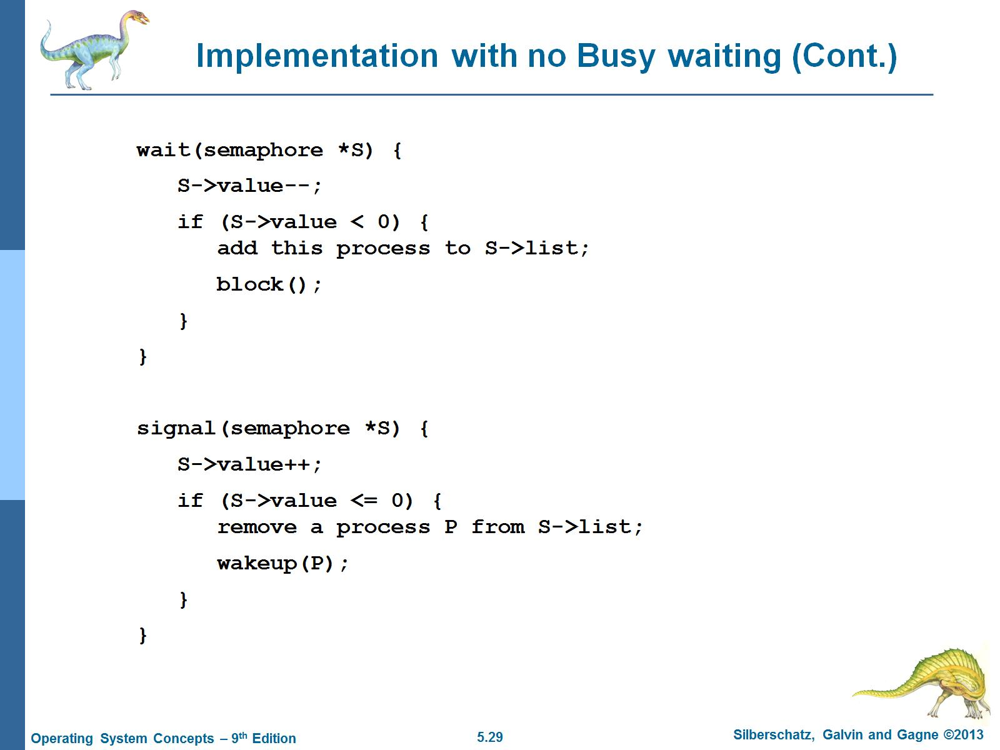 Implementation with no Busy waiting (Cont.)
wait(semaphore *S) {
   S->value--;
   if (S->value < 0) {
      add this process to S->list;
      block();
   }
}
signal(semaphore *S) {
   S->value++;
   if (S->value <= 0) {
      remove a process P from S->list;
      wakeup(P);
   }
}
Operating System Concepts – 9th Edition
5.29
Silberschatz, Galvin and Gagne ©2013